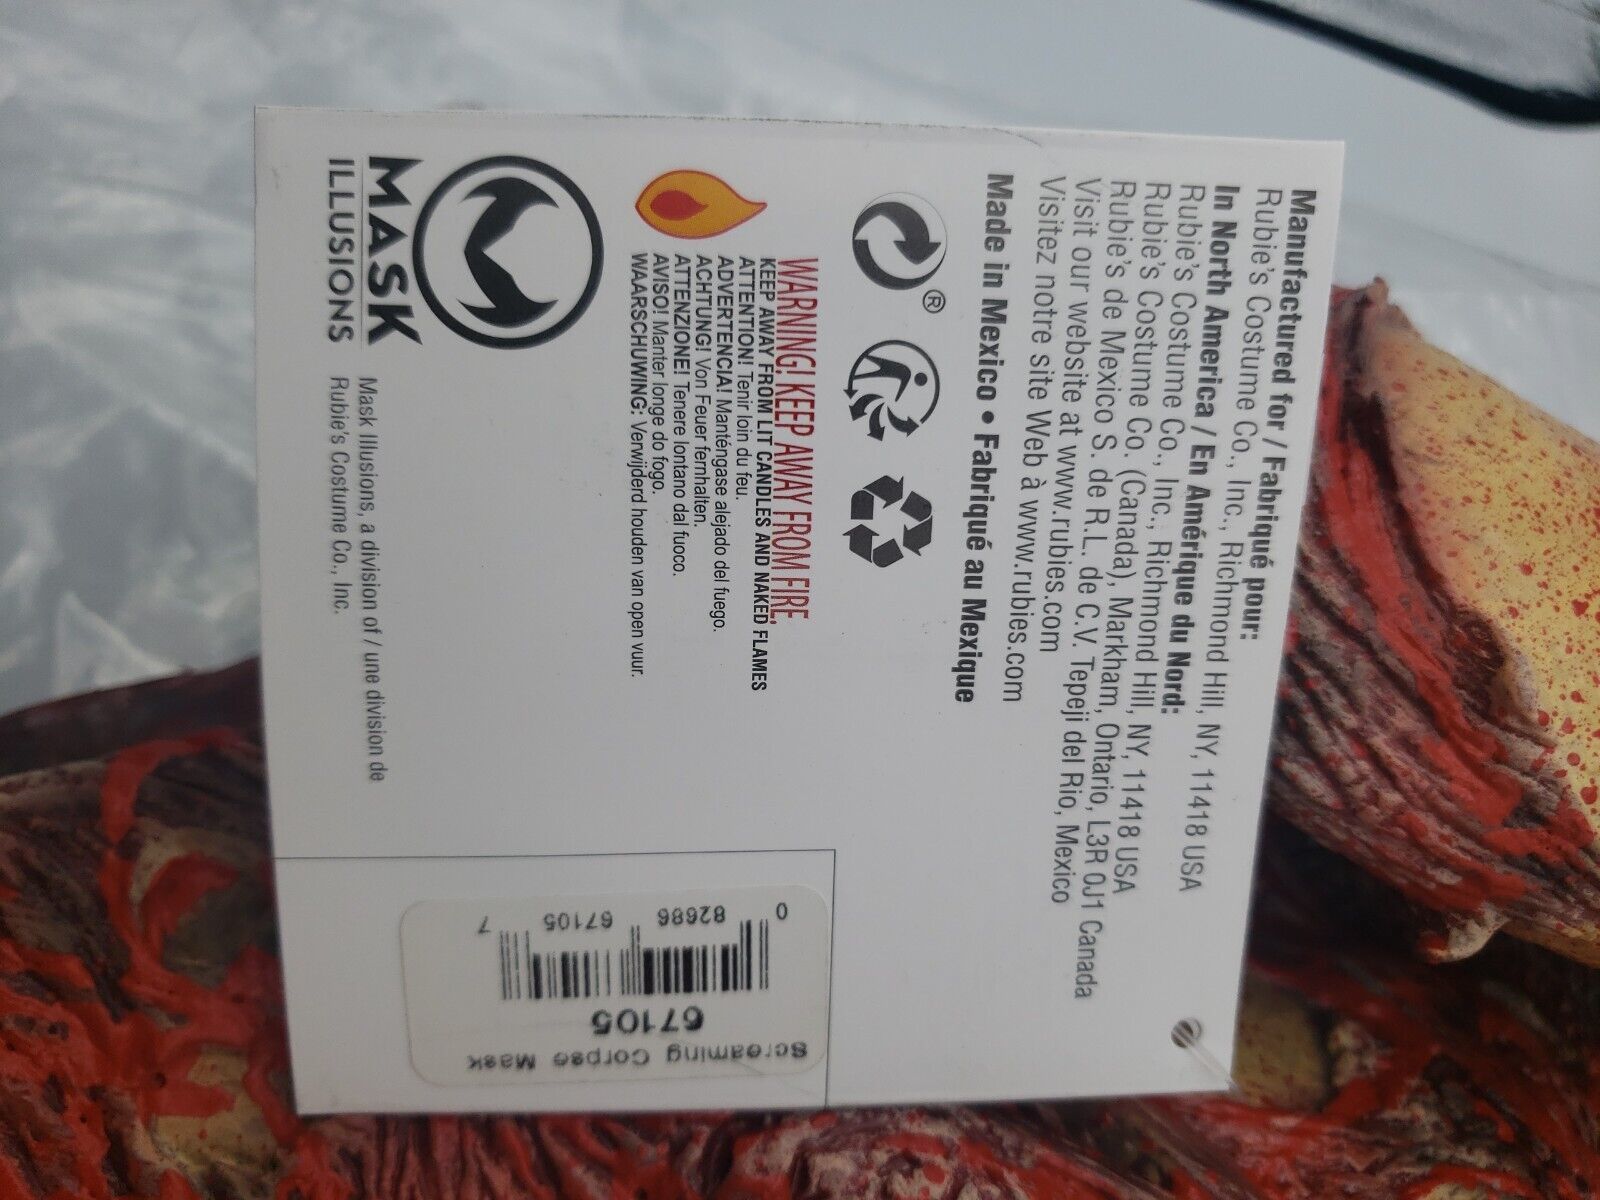 Manufactured for / Fabriqué pour:
Rubie's Costume Co., Inc., Richmond Hill, NY, 11418 USA
In North America / En Amérique du Nord:
Rubie's Costume Co., Inc., Richmond Hill, NY, 11418 USA
Rubie's Costume Co. (Canada), Markham, Ontario, L3R 0J1 Canada
Rubie's de Mexico S. de R.L. de C.V. Tepeji del Rio, Mexico
Visit our website at www.rubies.com
Visitez notre site Web à www.rubies.com
Made in Mexico • Fabriqué au Mexique
®
WARNING! KEEP AWAY FROM FIRE.
KEEP AWAY FROM LIT CANDLES AND NAKED FLAMES
ATTENTION! Tenir loin du feu.
ADVERTENCIA! Manténgase alejado del fuego.
ACHTUNG! Von Feuer fernhalten.
ATTENZIONE! Tenere lontano dal fuoco.
AVISO! Manter longe do fogo.
WAARSCHUWING: Verwijderd houden van open vuur.
MASK
ILLUSIONS
Mask Illusions, a division of / une division de
Rubie's Costume Co., Inc.
Screaming Corpse Mask
67105
0 82686 67105 7